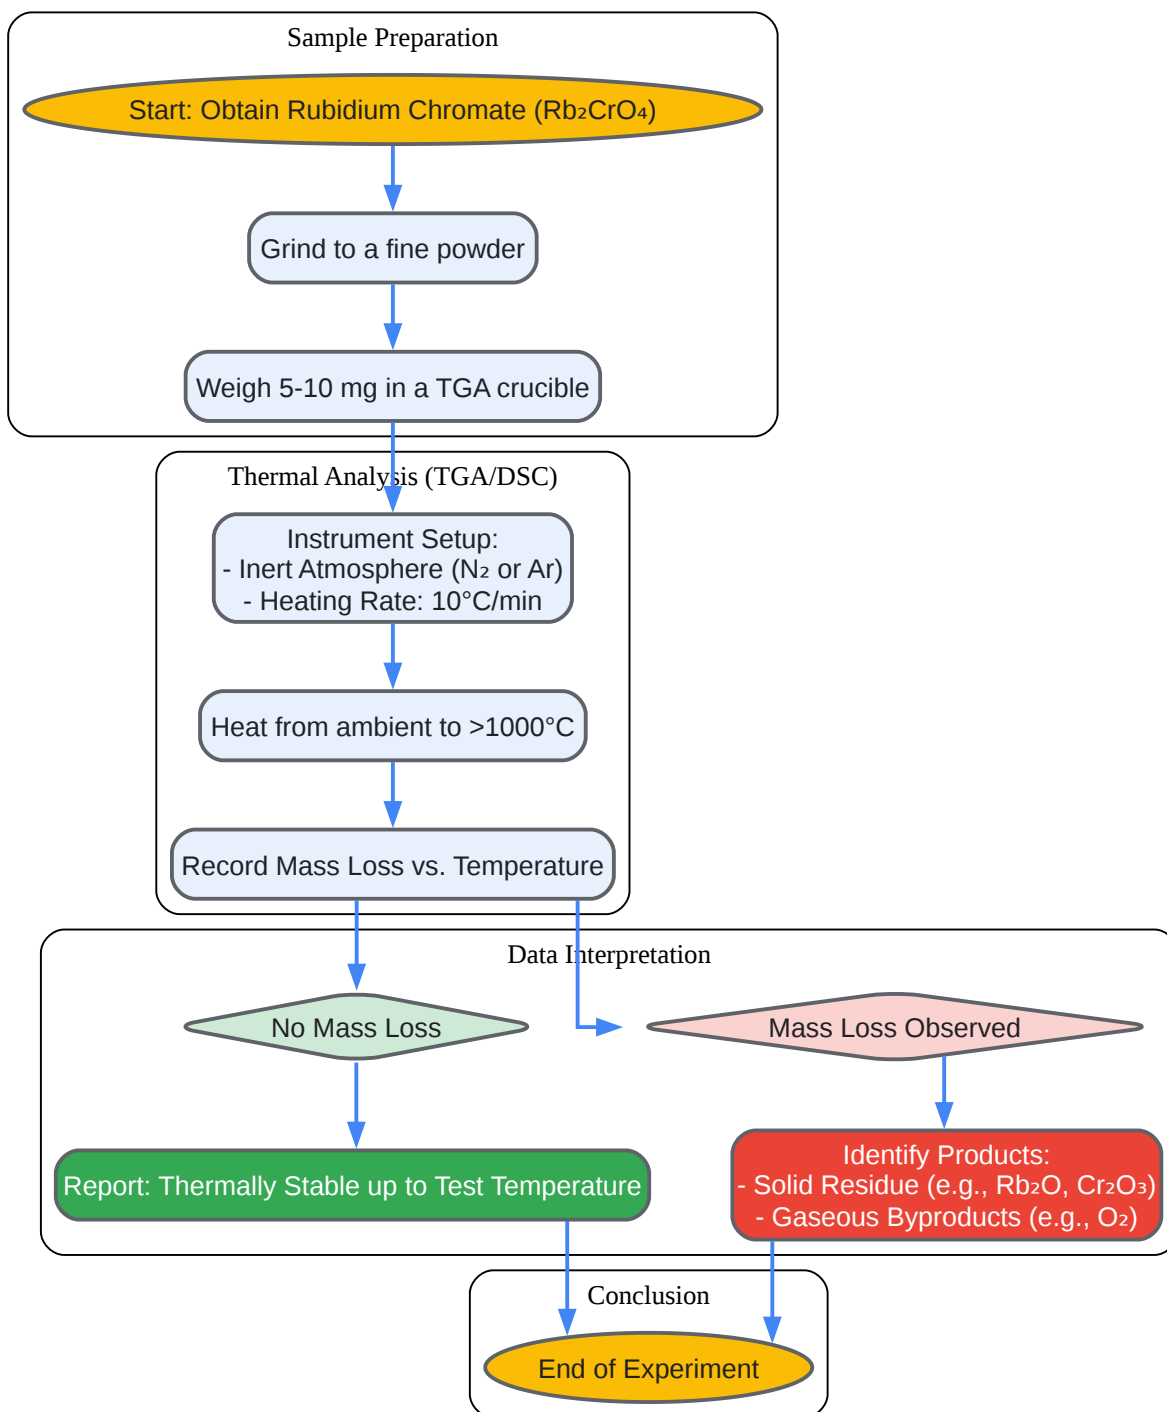 Sample Preparation
Start: Obtain Rubidium Chromate (Rb₂CrO₄)
Grind to a fine powder
Weigh 5-10 mg in a TGA crucible
Thermal Analysis (TGA/DSC)
Instrument Setup:
- Inert Atmosphere (N₂ or Ar)
- Heating Rate: 10°C/min
Heat from ambient to >1000°C
Record Mass Loss vs. Temperature
Data Interpretation
No Mass Loss
Mass Loss Observed
Report: Thermally Stable up to Test Temperature
Identify Products:
- Solid Residue (e.g., Rb₂O, Cr₂O₃)
- Gaseous Byproducts (e.g., O₂)
Conclusion
End of Experiment